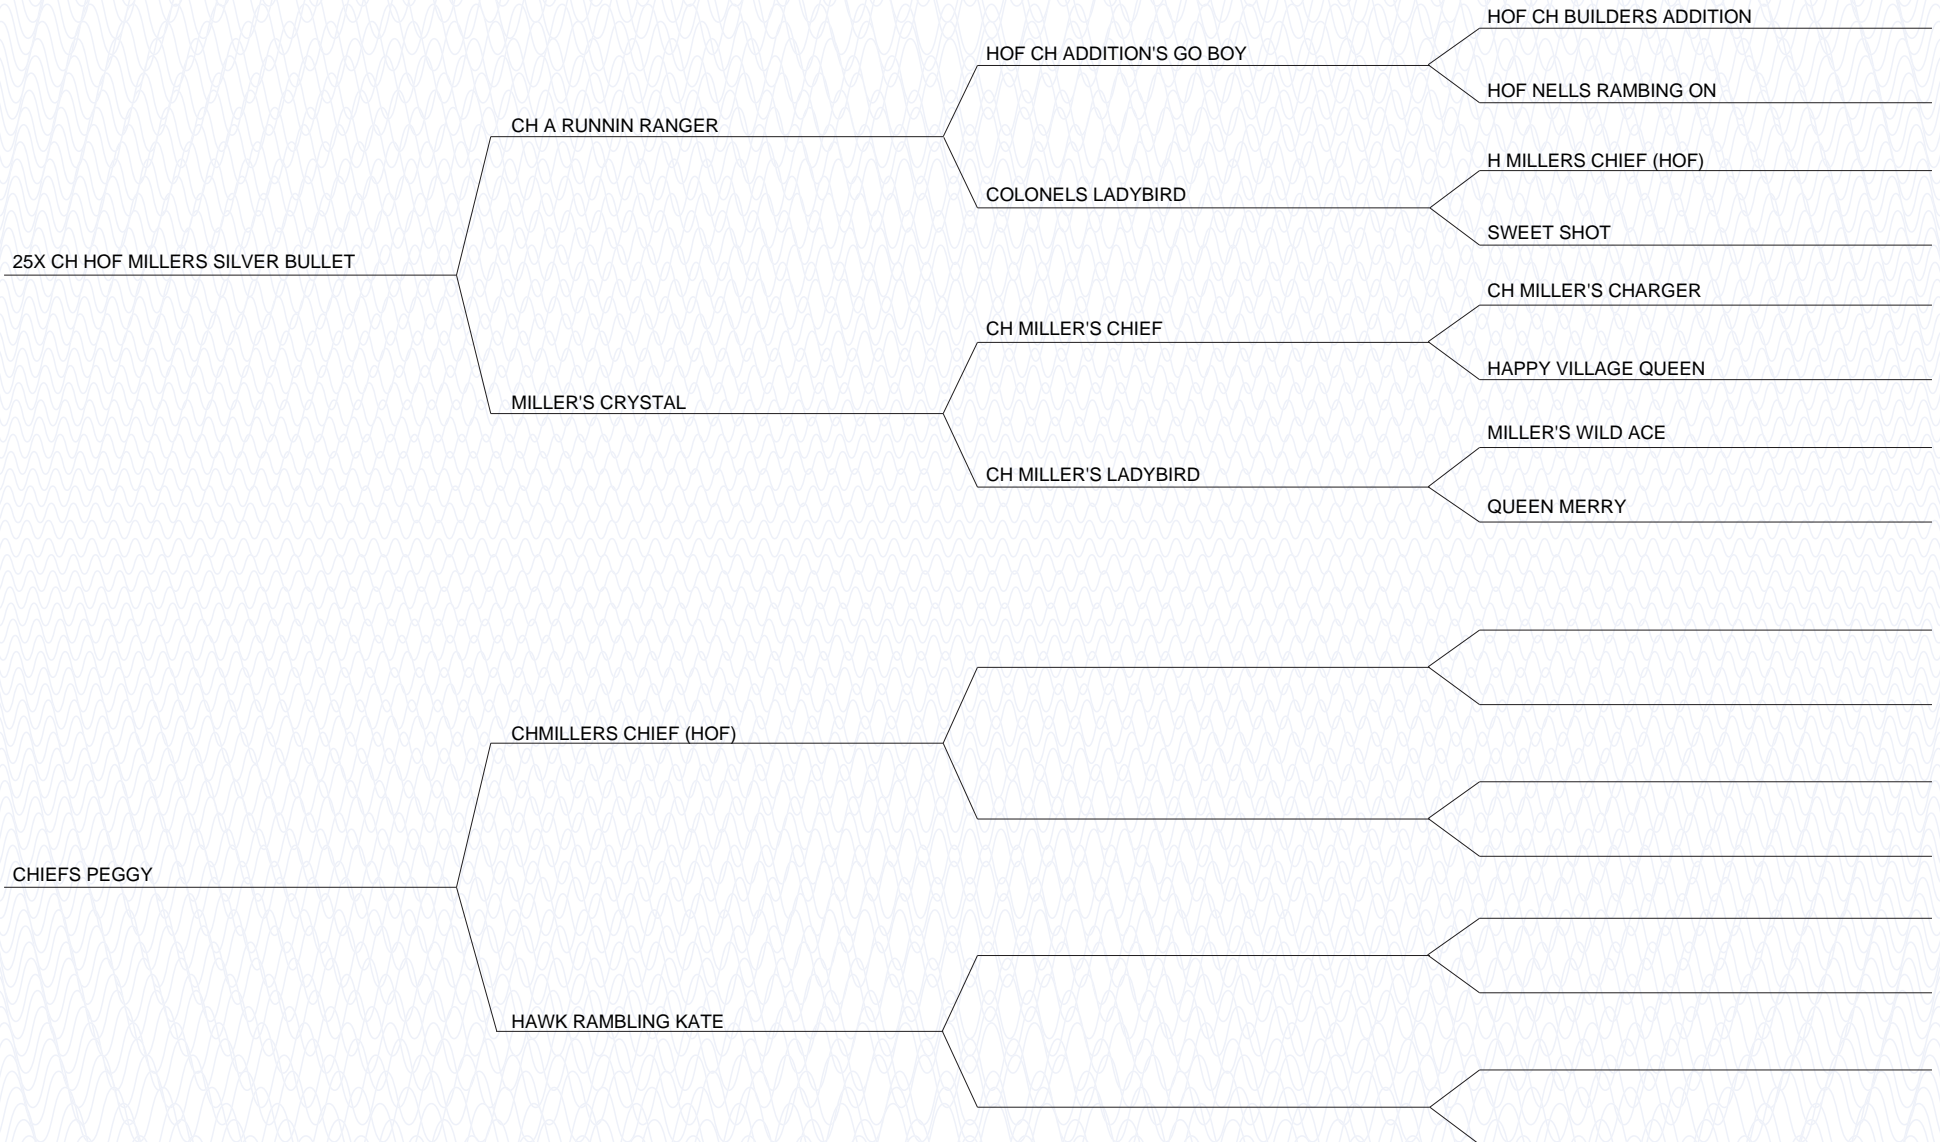 HOF CH BUILDERS ADDITION
HOF CH ADDITION'S GO BOY
HOF NELLS RAMBING ON
CH A RUNNIN RANGER
H MILLERS CHIEF (HOF)
COLONELS LADYBIRD
SWEET SHOT
25X CH HOF MILLERS SILVER BULLET
CH MILLER'S CHARGER
CH MILLER'S CHIEF
HAPPY VILLAGE QUEEN
MILLER'S CRYSTAL
MILLER'S WILD ACE
CH MILLER'S LADYBIRD
QUEEN MERRY
CHMILLERS CHIEF (HOF)
CHIEFS PEGGY
HAWK RAMBLING KATE